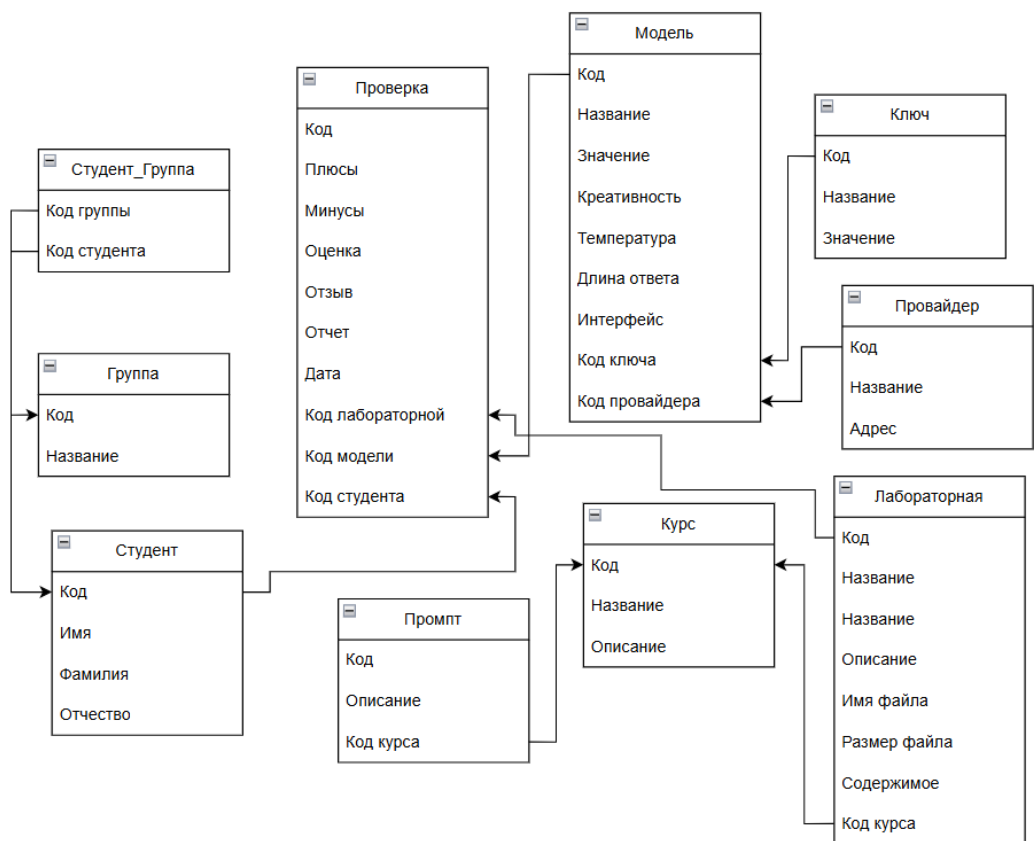 Модель
Код
Название
Значение
Креативность
Температура
Длина ответа
Интерфейс
Код ключа
Код провайдера
Проверка
Код
Плюсы
Минусы
Оценка
Отзыв
Отчет
Дата
Код лабораторной
Код модели
Код студента
Ключ
Код
Название
Значение
Студент_Группа
Код группы
Код студента
Провайдер
Код
Название
Адрес
Группа
Код
Название
Лабораторная
Код
Название
Название
Описание
Имя файла
Размер файла
Содержимое
Код курса
Курс
Код
Название
Описание
Студент
Код
Имя
Фамилия
Отчество
Промпт
Код
Описание
Код курса